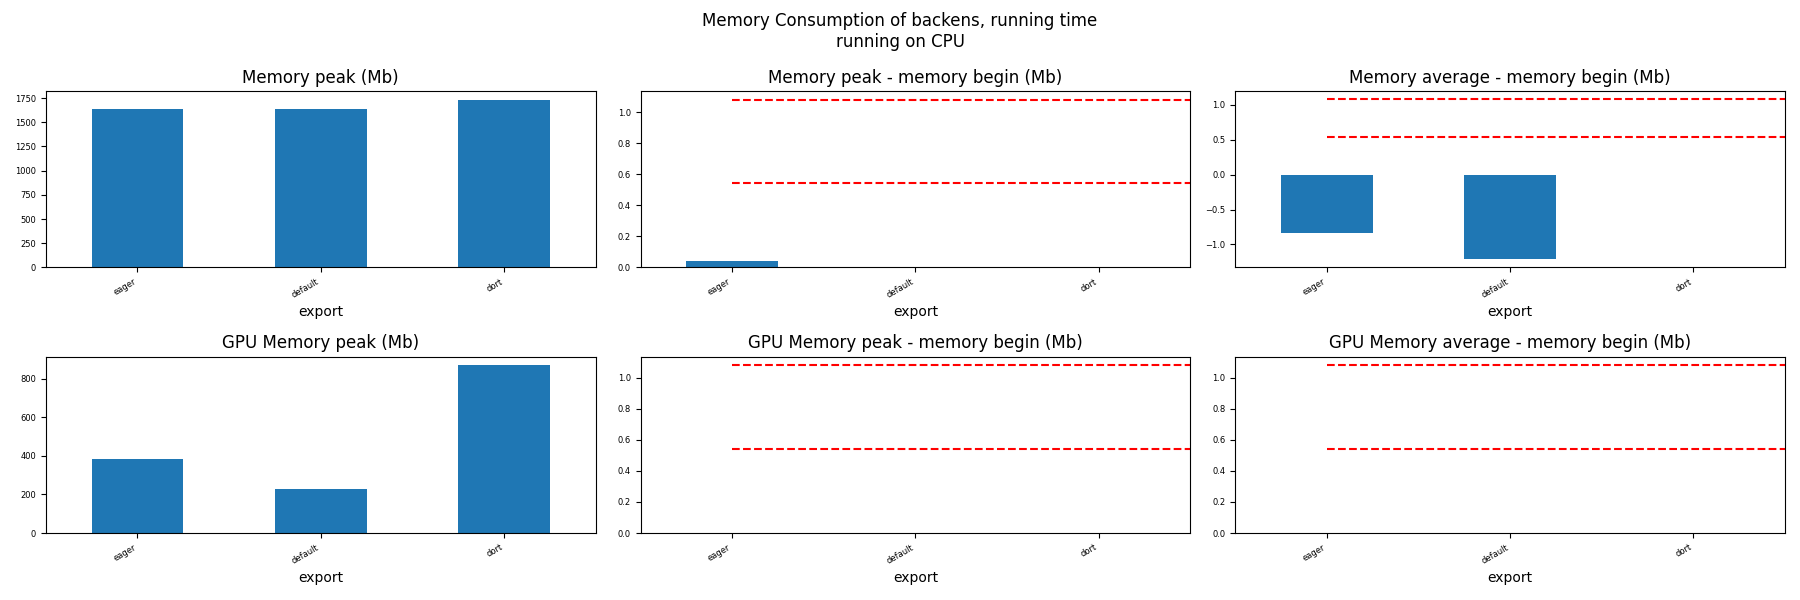 Memory Consumption of backens, running time
running on CPU
Memory peak (Mb)
1750
1500
1250
1000
750
500
250
0
eager
default
dort
export
Memory peak - memory begin (Mb)
1.0
0.8
0.6
0.4
0.2
0.0
eager
default
dort
export
Memory average - memory begin (Mb)
1.0
0.5
0.0
−0.5
−1.0
eager
default
dort
export
GPU Memory peak (Mb)
800
600
400
200
0
eager
default
dort
export
GPU Memory peak - memory begin (Mb)
1.0
0.8
0.6
0.4
0.2
0.0
eager
default
dort
export
GPU Memory average - memory begin (Mb)
1.0
0.8
0.6
0.4
0.2
0.0
eager
default
dort
export